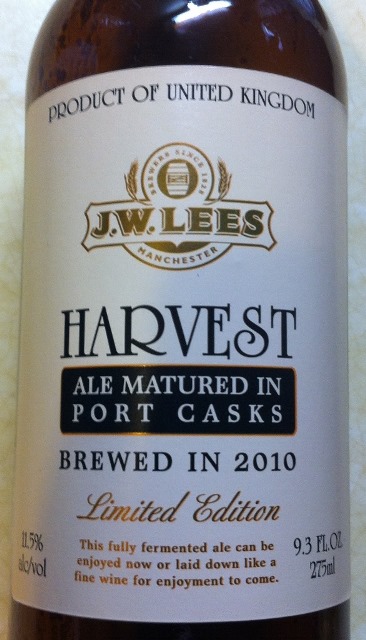 PRODUCT OF UNITED KINGDOM
BREWERS SINCE 1828
J.W. LEES
MANCHESTER
HARVEST
ALE MATURED IN
PORT CASKS
BREWED IN 2010
Limited Edition
11.5%
alc/vol
This fully fermented ale can be
enjoyed now or laid down like a
fine wine for enjoyment to come.
9.3 FL.OZ.
275ml